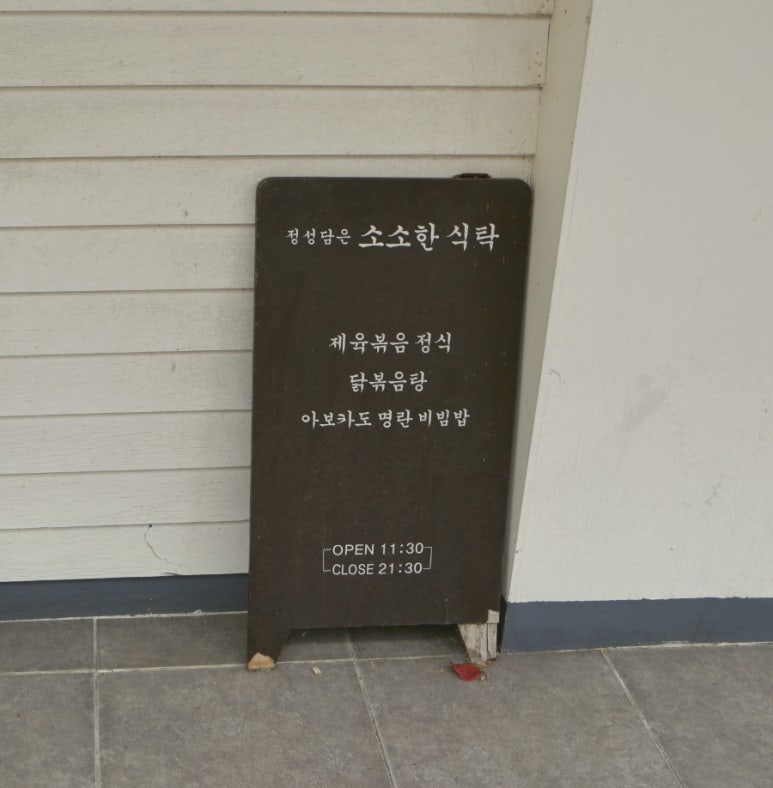 정성담은 소소한 식탁
제육볶음 정식
닭볶음탕
아보카도 명란 비빔밥
OPEN 11:30
CLOSE 21:30